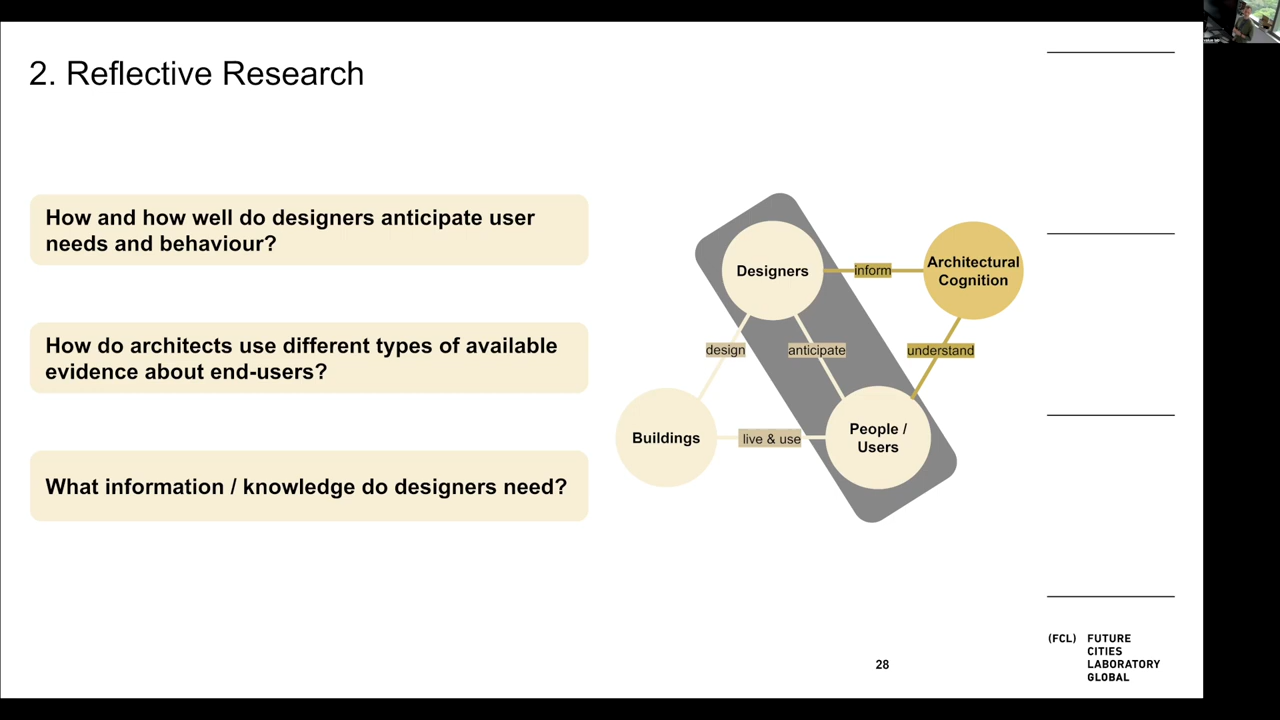 2. Reflective Research
How and how well do designers anticipate user
needs and behaviour?
How do architects use different types of available
evidence about end-users?
What information / knowledge do designers need?
Designers
inform
Architectural
Cognition
design
anticipate
understand
Buildings
live & use
People /
Users
28
(FCL) FUTURE
CITIES
LABORATORY
GLOBAL